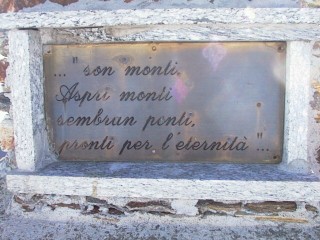 ..." son monti,
Aspri monti
sembran ponti,
pronti per l'eternità "...